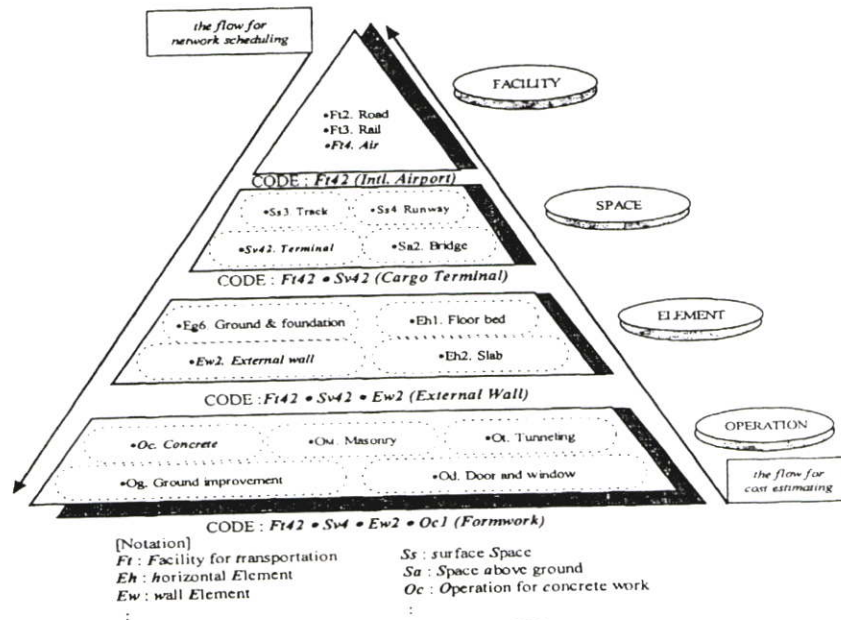 the flow for
network scheduling
FACILITY
•Ft2. Road
•Ft3. Rail
•Ft4. Air
CODE : Ft42 (Intl. Airport)
SPACE
•Ss3. Track
•Ss4 Runway
•Sv42. Terminal
•Sa2. Bridge
CODE : Ft42 • Sv42 (Cargo Terminal)
ELEMENT
•Eg6. Ground & foundation
•Eh1. Floor bed
•Ew2. External wall
•Eh2. Slab
CODE : Ft42 • Sv42 • Ew2 (External Wall)
OPERATION
•Oc. Concrete
Masonry
•Ot. Tunneling
•Og. Ground improvement
•Od. Door and window
the flow for
cost estimating
CODE : Ft42 • Sv4 • Ew2 • Oc1 (Formwork)
[Notation]
Ft : Facility for transportation
Eh : horizontal Element
Ew : wall Element
:
Ss : surface Space
Sa : Space above ground
Oc : Operation for concrete work
: